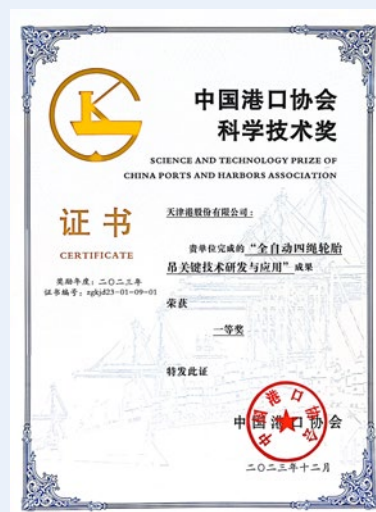 中国港口协会
科学技术奖
SCIENCE AND TECHNOLOGY PRIZE OF
CHINA PORTS AND HARBORS ASSOCIATION
证书
CERTIFICATE
奖励年度：二〇二三年
证书编号：zgkjd23-01-09-01
天津港股份有限公司：
贵单位完成的“全自动四绳轮胎
吊关键技术研发与应用”成果
荣获
一等奖
特发此证
中国港口协会
中国港口协会
二〇二三年十二月